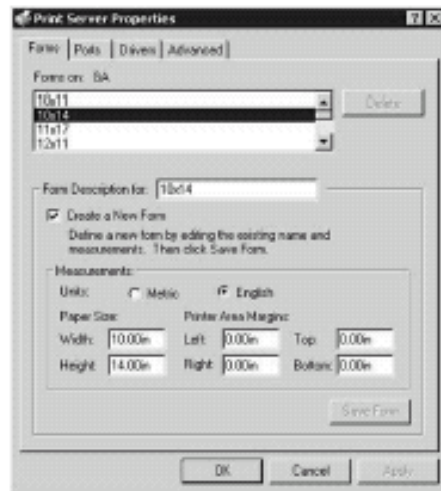 Print Server Properties
Forms Ports Drivers Advanced
Forms on: BA
10x11
10x14
11x17
12x11
Delete
Form Description for: 10x14
Create a New Form
Define a new form by editing the existing name and
measurements. Then click Save Form.
Measurements:
Units: Metric English
Paper Size: Printer Area Margins:
Width: 10.00in Left: 0.00in Top: 0.00in
Height: 14.00in Right: 0.00in Bottom: 0.00in
Save Form
OK Cancel Apply